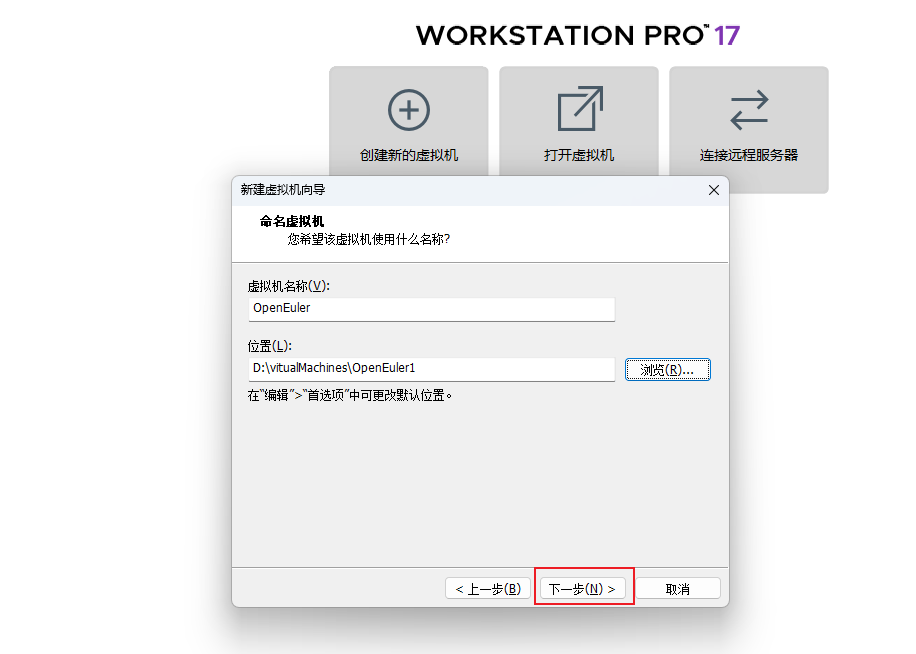 WORKSTATION PRO™ 17
创建新的虚拟机
打开虚拟机
连接远程服务器
新建虚拟机向导
命名虚拟机
您希望该虚拟机使用什么名称?
虚拟机名称(V):
OpenEuler
位置(L):
D:\vitualMachines\OpenEuler1
浏览(R)...
在"编辑">"首选项"中可更改默认位置。
< 上一步(B)
下一步(N) >
取消